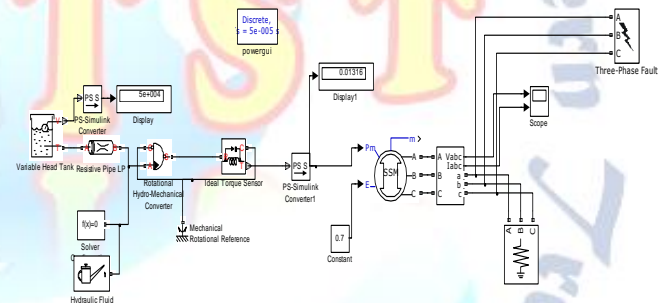 Discrete,
s = 5e-005 s
powergui
A
B
C
Three-Phase Fault
PS S
PS-Simulink
Converter
5e+004
Display
0.01316
Display1
Scope
V
T
Variable Head Tank
A
B
Resistive Pipe LP
Rotational
Hydro-Mechanical
Converter
Ideal Torque Sensor
PS S
PS-Simulink
Converter1
Pm
E
m
SSM
A
B
C
A
B
C
Vabc
Iabc
a
b
c
0.7
Constant
A
B
C
Mechanical
Rotational Reference
f(x)=0
Solver
Hydraulic Fluid